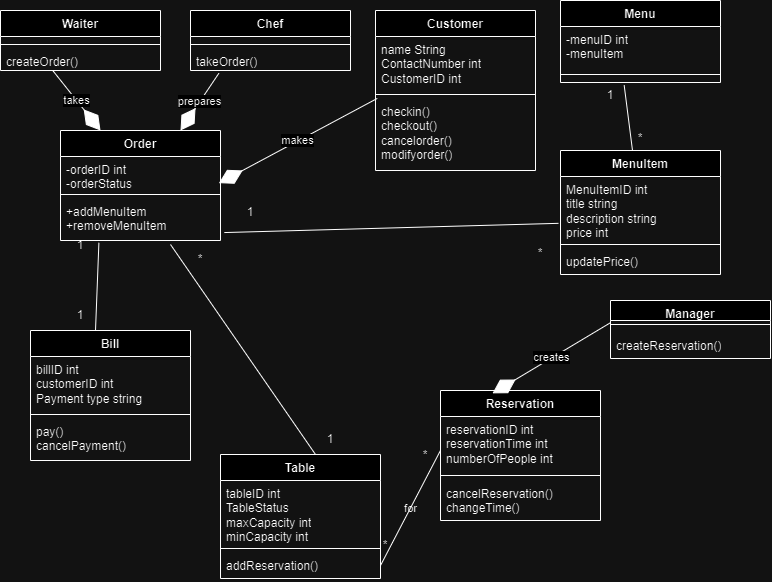 Waiter
createOrder()
Chef
takeOrder()
Customer
name String
ContactNumber int
CustomerID int
checkin()
checkout()
cancelorder()
modifyorder()
Menu
-menuID int
-menuItem
takes
prepares
makes
1
*
Order
-orderID int
-orderStatus
+addMenuItem
+removeMenuItem
MenuItem
MenuItemID int
title string
description string
price int
updatePrice()
1
*
1
1
*
1
Bill
billID int
customerID int
Payment type string
pay()
cancelPayment()
Manager
createReservation()
creates
Reservation
reservationID int
reservationTime int
numberOfPeople int
cancelReservation()
changeTime()
Table
tableID int
TableStatus
maxCapacity int
minCapacity int
addReservation()
*
for
*